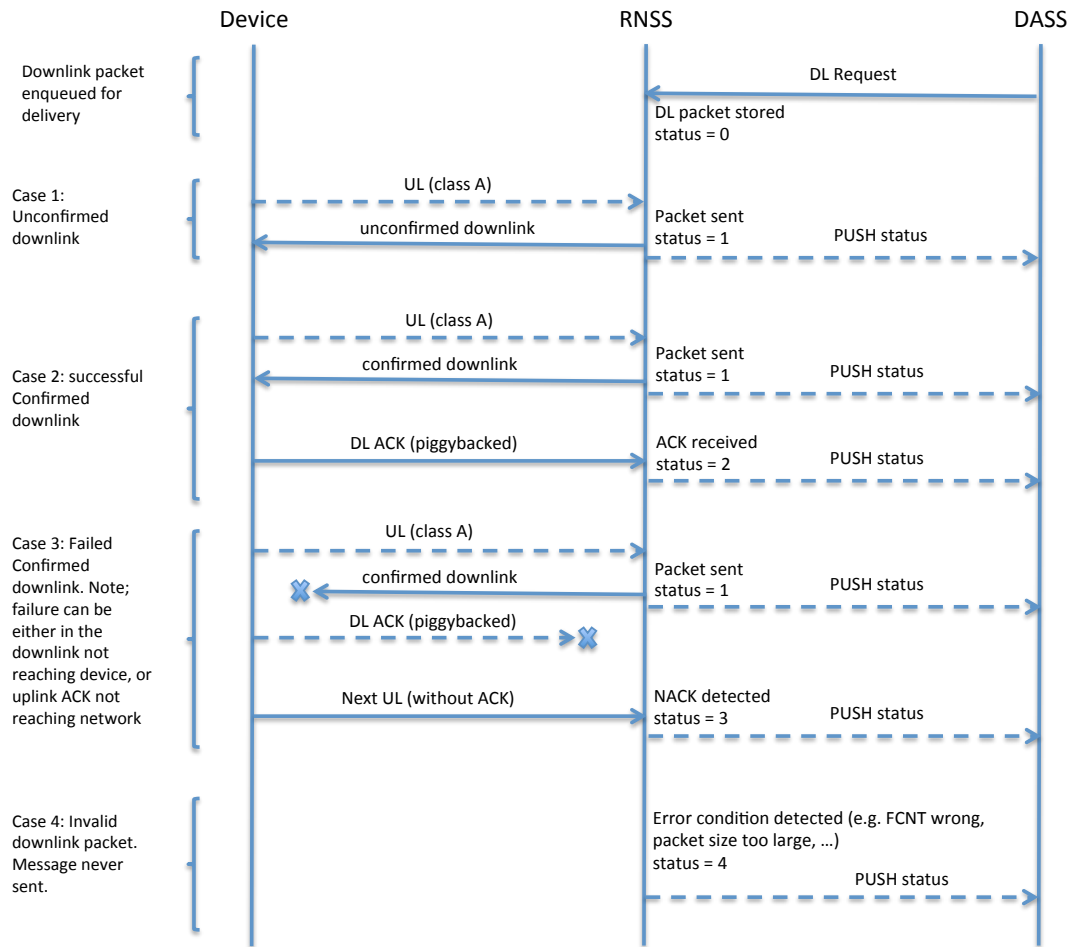 Device
RNSS
DASS
Downlink packet
enqueued for
delivery
DL Request
DL packet stored
status = 0
Case 1:
Unconfirmed
downlink
UL (class A)
unconfirmed downlink
Packet sent
status = 1
PUSH status
Case 2: successful
Confirmed
downlink
UL (class A)
confirmed downlink
Packet sent
status = 1
PUSH status
DL ACK (piggybacked)
ACK received
status = 2
PUSH status
Case 3: Failed
Confirmed
downlink. Note;
failure can be
either in the
downlink not
reaching device, or
uplink ACK not
reaching network
UL (class A)
confirmed downlink
Packet sent
status = 1
PUSH status
DL ACK (piggybacked)
Next UL (without ACK)
NACK detected
status = 3
PUSH status
Case 4: Invalid
downlink packet.
Message never
sent.
Error condition detected (e.g. FCNT wrong,
packet size too large, …)
status = 4
PUSH status